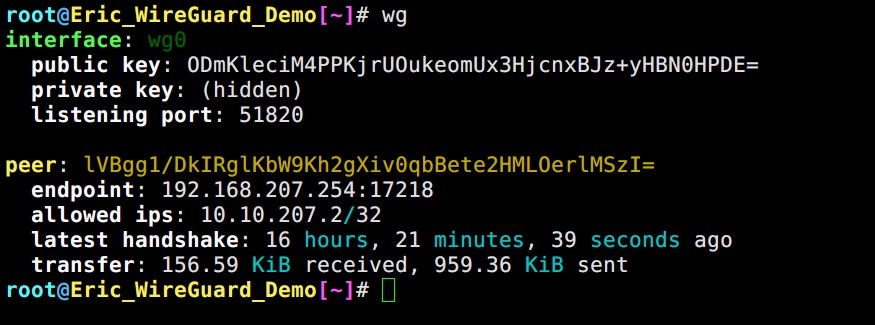 root@Eric_WireGuard_Demo[~]# wg
interface: wg0
public key: ODmKleciM4PPKjrUOukeomUx3HjcnxBJz+yHBN0HPDE=
private key: (hidden)
listening port: 51820
peer: lVBgg1/DkIRglKbW9Kh2gXiv0qbBete2HMLOerlMSzI=
endpoint: 192.168.207.254:17218
allowed ips: 10.10.207.2/32
latest handshake: 16 hours, 21 minutes, 39 seconds ago
transfer: 156.59 KiB received, 959.36 KiB sent
root@Eric_WireGuard_Demo[~]#